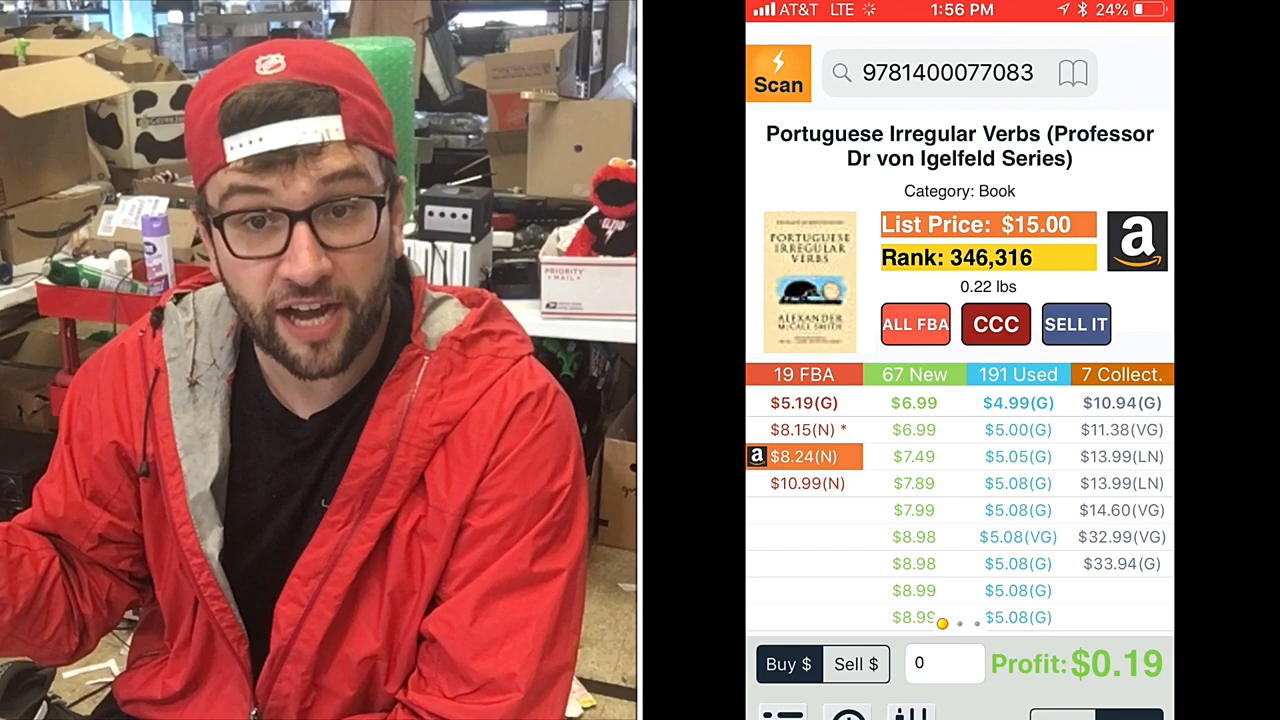 AT&T LTE 1:56 PM 24%
Scan
9781400077083
Portuguese Irregular Verbs (Professor
Dr von Igelfeld Series)
Category: Book
List Price: $15.00
Rank: 346,316
0.22 lbs
PORTUGUESE
IRREGULAR
VERBS
ALEXANDER
McCALL SMITH
a
ALL FBA
CCC
SELL IT
19 FBA 67 New 191 Used 7 Collect.
$5.19(G) $6.99 $4.99(G) $10.94(G)
$8.15(N) * $6.99 $5.00(G) $11.38(VG)
a $8.24(N) $7.49 $5.05(G) $13.99(LN)
$10.99(N) $7.89 $5.08(G) $13.99(LN)
$7.99 $5.08(G) $14.60(VG)
$8.98 $5.08(VG) $32.99(VG)
$8.98 $5.08(G) $33.94(G)
$8.99 $5.08(G)
$8.99 $5.08(G)
Buy $ Sell $ 0 Profit: $0.19
NHL
ELMO
PRIORITY
MAIL